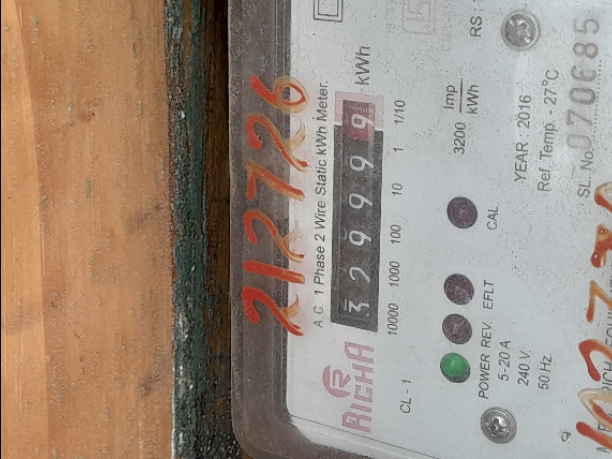 212726
A.C. 1 Phase 2 Wire Static kWh Meter.
329999 kWh
10000 1000 100 10 1 1/10
RICHA
CL - 1
3200 Imp
kWh
CAL
POWER REV. EFLT
5-20 A
240 V.
50 Hz.
RS :
YEAR : 2016
Ref. Temp. - 27°C
SL. No. 070685